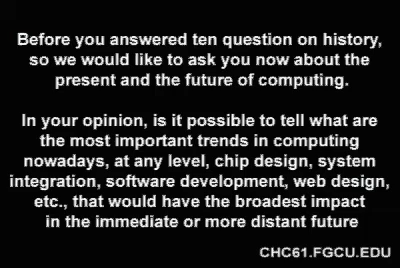 Before you answered ten question on history,
so we would like to ask you now about the
present and the future of computing.
In your opinion, is it possible to tell what are
the most important trends in computing
nowadays, at any level, chip design, system
integration, software development, web design,
etc., that would have the broadest impact
in the immediate or more distant future
CHC61.FGCU.EDU